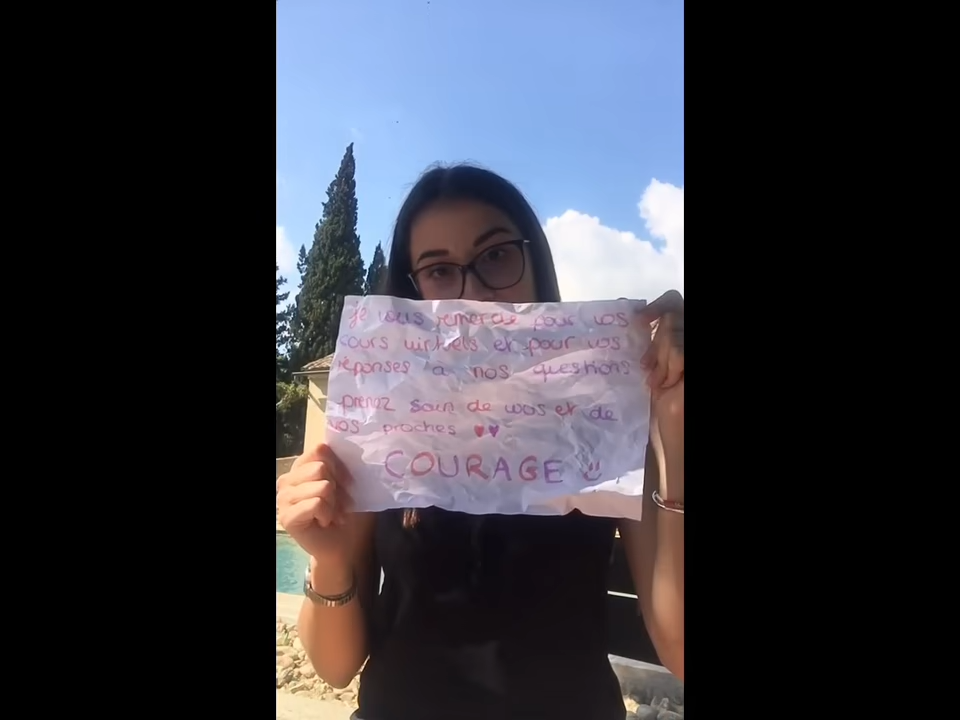 Je vous remercie pour vos
cours virtuels et pour vos
réponses à nos questions
prenez soin de vos et de
vos proches ♥♥
COURAGE